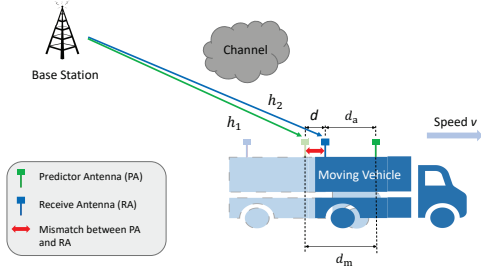 Channel
Base Station
h₂
h₁
d
dₐ
Speed v
Predictor Antenna (PA)
Receive Antenna (RA)
Mismatch between PA
and RA
Moving Vehicle
dₘ